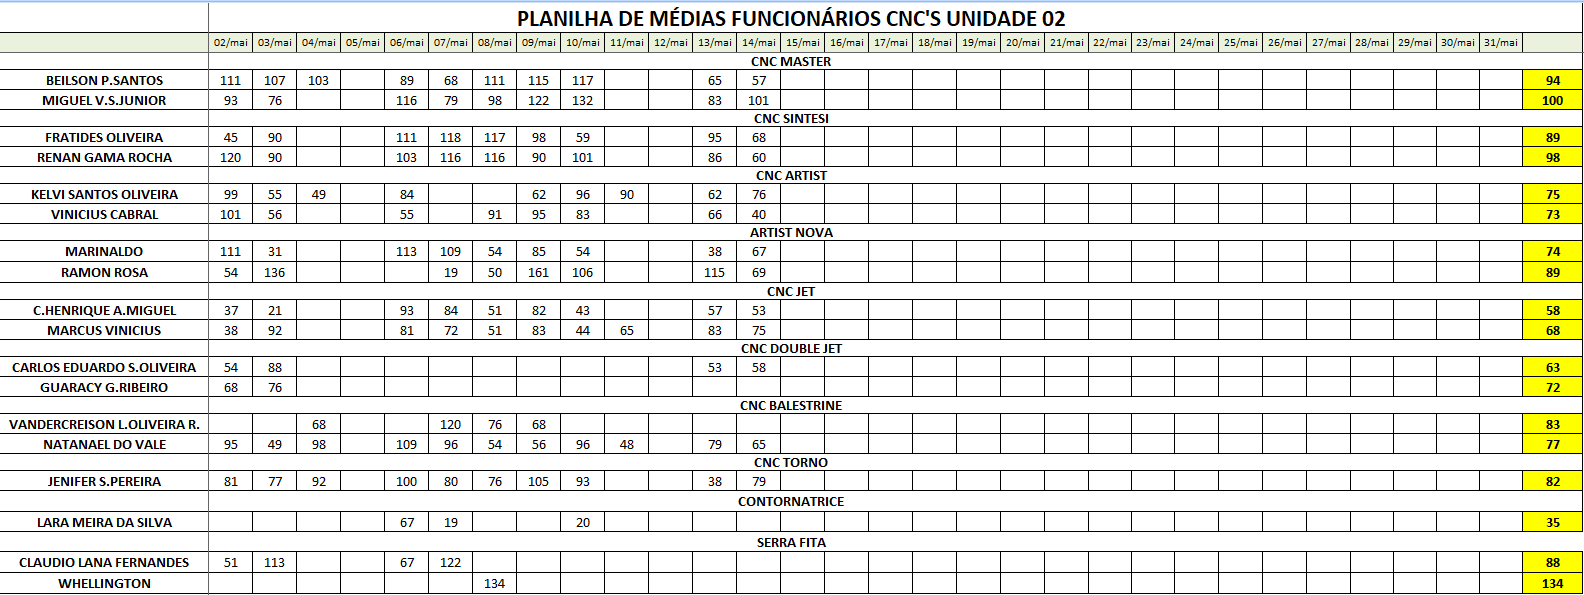 PLANILHA DE MÉDIAS FUNCIONÁRIOS CNC'S UNIDADE 02
02/mai 03/mai 04/mai 05/mai 06/mai 07/mai 08/mai 09/mai 10/mai 11/mai 12/mai 13/mai 14/mai 15/mai 16/mai 17/mai 18/mai 19/mai 20/mai 21/mai 22/mai 23/mai 24/mai 25/mai 26/mai 27/mai 28/mai 29/mai 30/mai 31/mai
CNC MASTER
BEILSON P.SANTOS 111 107 103 89 68 111 115 117 65 57 94
MIGUEL V.S.JUNIOR 93 76 116 79 98 122 132 83 101 100
CNC SINTESI
FRATIDES OLIVEIRA 45 90 111 118 117 98 59 95 68 89
RENAN GAMA ROCHA 120 90 103 116 116 90 101 86 60 98
CNC ARTIST
KELVI SANTOS OLIVEIRA 99 55 49 84 62 96 90 62 76 75
VINICIUS CABRAL 101 56 55 91 95 83 66 40 73
ARTIST NOVA
MARINALDO 111 31 113 109 54 85 54 38 67 74
RAMON ROSA 54 136 19 50 161 106 115 69 89
CNC JET
C.HENRIQUE A.MIGUEL 37 21 93 84 51 82 43 57 53 58
MARCUS VINICIUS 38 92 81 72 51 83 44 65 83 75 68
CNC DOUBLE JET
CARLOS EDUARDO S.OLIVEIRA 54 88 53 58 63
GUARACY G.RIBEIRO 68 76 72
CNC BALESTRINE
VANDERCREISON L.OLIVEIRA R. 68 120 76 68 83
NATANAEL DO VALE 95 49 98 109 96 54 56 96 48 79 65 77
CNC TORNO
JENIFER S.PEREIRA 81 77 92 100 80 76 105 93 38 79 82
CONTORNATRICE
LARA MEIRA DA SILVA 67 19 20 35
SERRA FITA
CLAUDIO LANA FERNANDES 51 113 67 122 88
WHELLINGTON 134 134